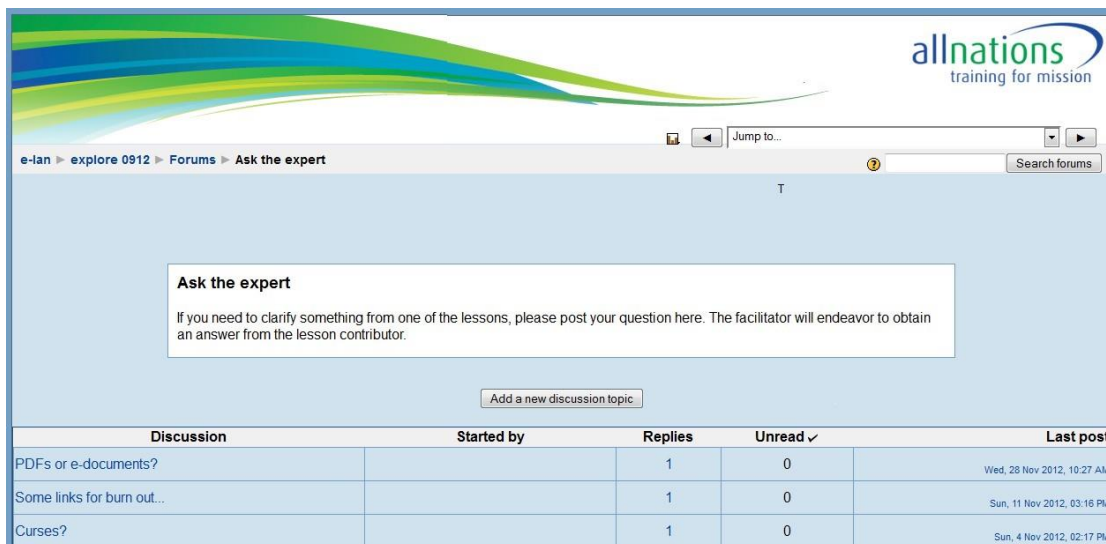 allnations
training for mission
Jump to...
e-lan ► explore 0912 ► Forums ► Ask the expert
Search forums
T
Ask the expert
If you need to clarify something from one of the lessons, please post your question here. The facilitator will endeavor to obtain
an answer from the lesson contributor.
Add a new discussion topic
Discussion Started by Replies Unread ✓ Last post
PDFs or e-documents? 1 0 Wed, 28 Nov 2012, 10:27 AM
Some links for burn out... 1 0 Sun, 11 Nov 2012, 03:16 PM
Curses? 1 0 Sun, 4 Nov 2012, 02:17 PM